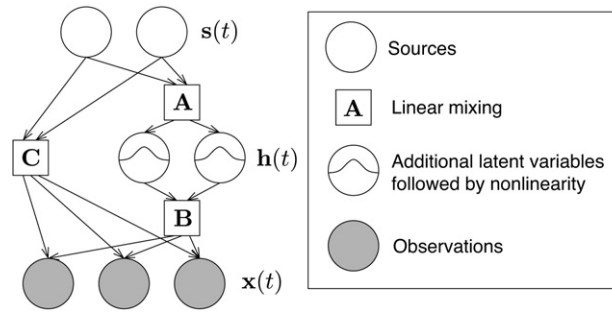 s(t)
A
C
h(t)
B
x(t)
Sources
A
Linear mixing
Additional latent variables
followed by nonlinearity
Observations